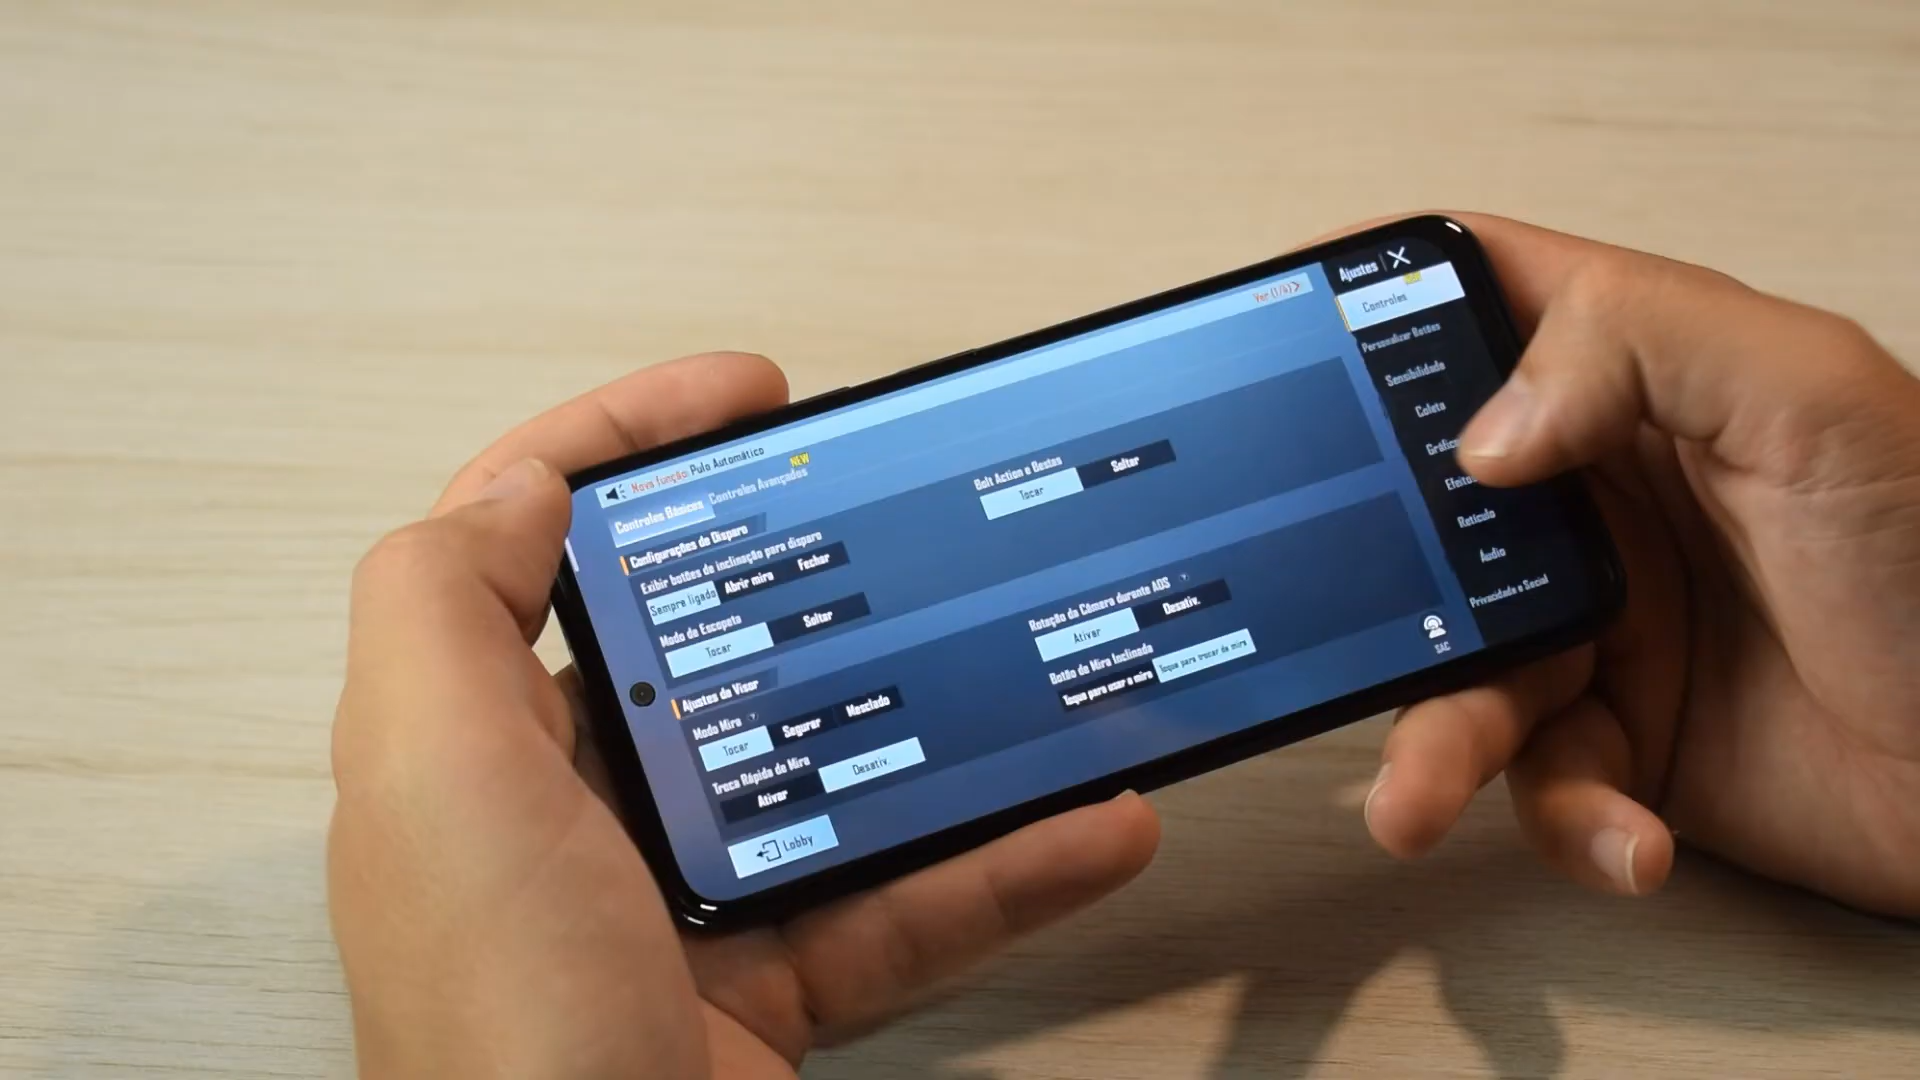 Nova função: Pulo Automático
Ver (1/4)
Controles Básicos
Controles Avançados
NEW
Configurações de Disparo
Exibir botões de inclinação para disparo
Sempre ligado
Abrir mira
Fechar
Bolt Action e Bestas
Tocar
Soltar
Modo de Escopeta
Tocar
Soltar
Ajustes do Visor
Modo Mira ?
Tocar
Segurar
Mesclado
Rotação da Câmera durante ADS ?
Ativar
Desativ.
Troca Rápida de Mira
Ativar
Desativ.
Botão de Mira Inclinada
Toque para usar a mira
Toque para trocar de mira
Lobby
SAC
Ajustes
NEW
Controles
Personalizar Botões
Sensibilidade
Coleta
Retículo
Áudio
Privacidade e Social